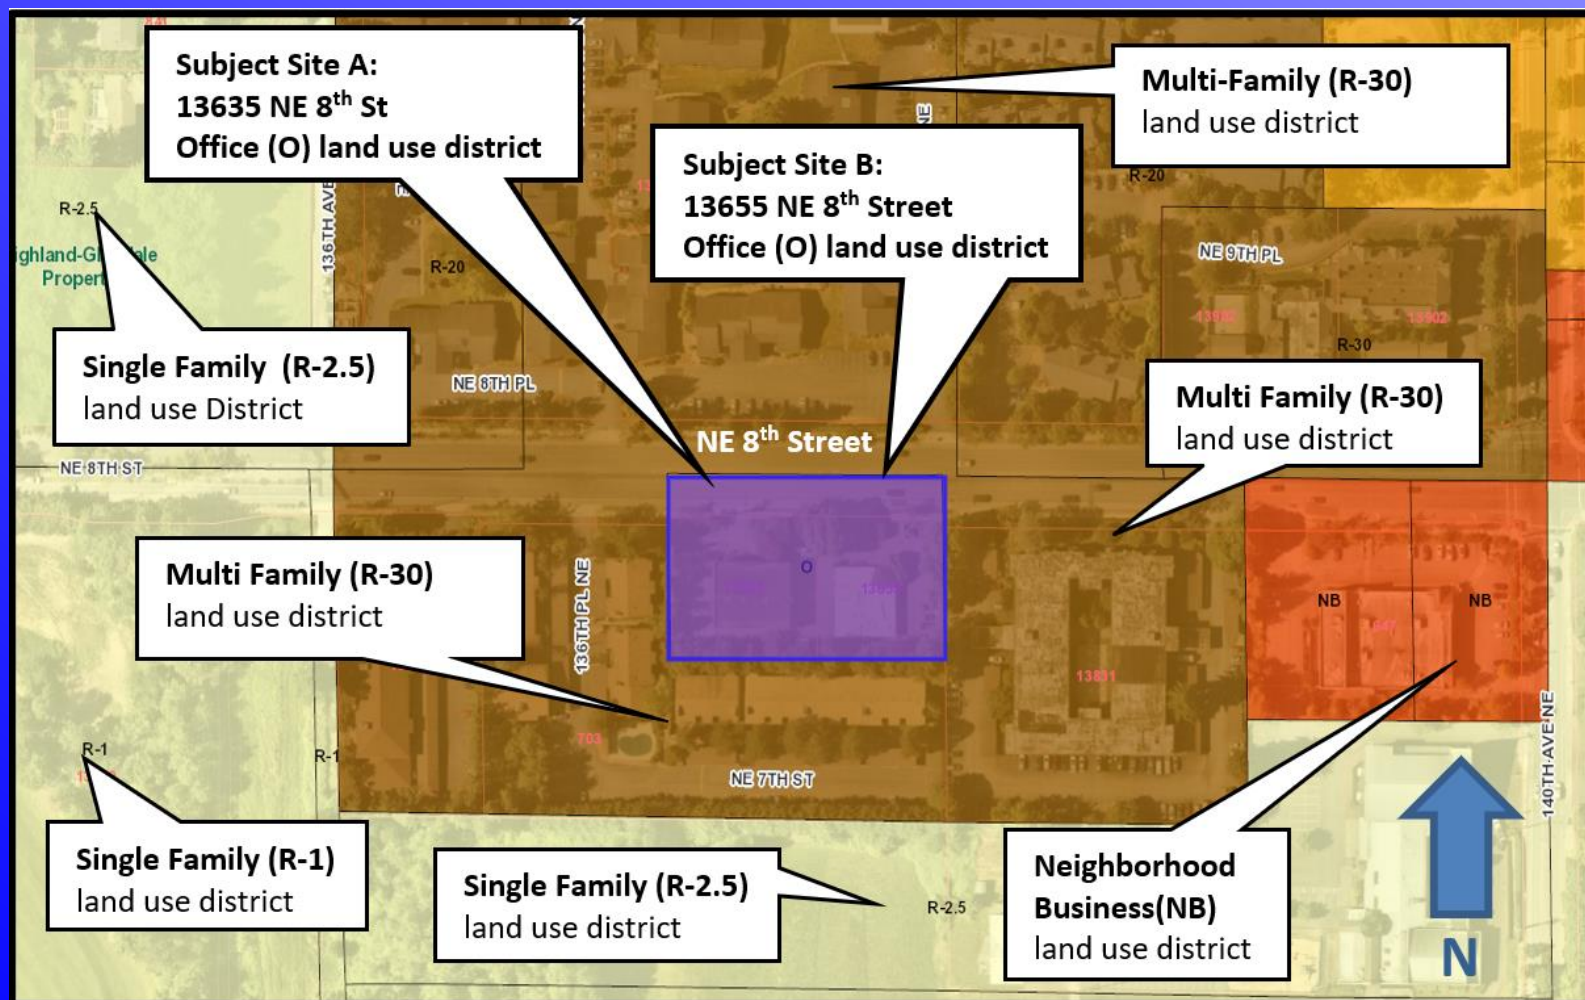 841
Subject Site A:
13635 NE 8th St
Office (O) land use district
Multi-Family (R-30)
land use district
NE
Subject Site B:
13655 NE 8th Street
Office (O) land use district
R-20
R-2.5
136TH AVE
NE 9TH PL
R-20
Property
13902
R-30
Single Family (R-2.5)
land use District
NE 8TH PL
Multi Family (R-30)
land use district
NE 8th Street
NE 8TH ST
Multi Family (R-30)
land use district
136TH PL NE
O
NB
NB
13831
703
R-1
R-1
NE 7TH ST
140TH AVE NE
Single Family (R-1)
land use district
Single Family (R-2.5)
land use district
R-2.5
Neighborhood
Business(NB)
land use district
N